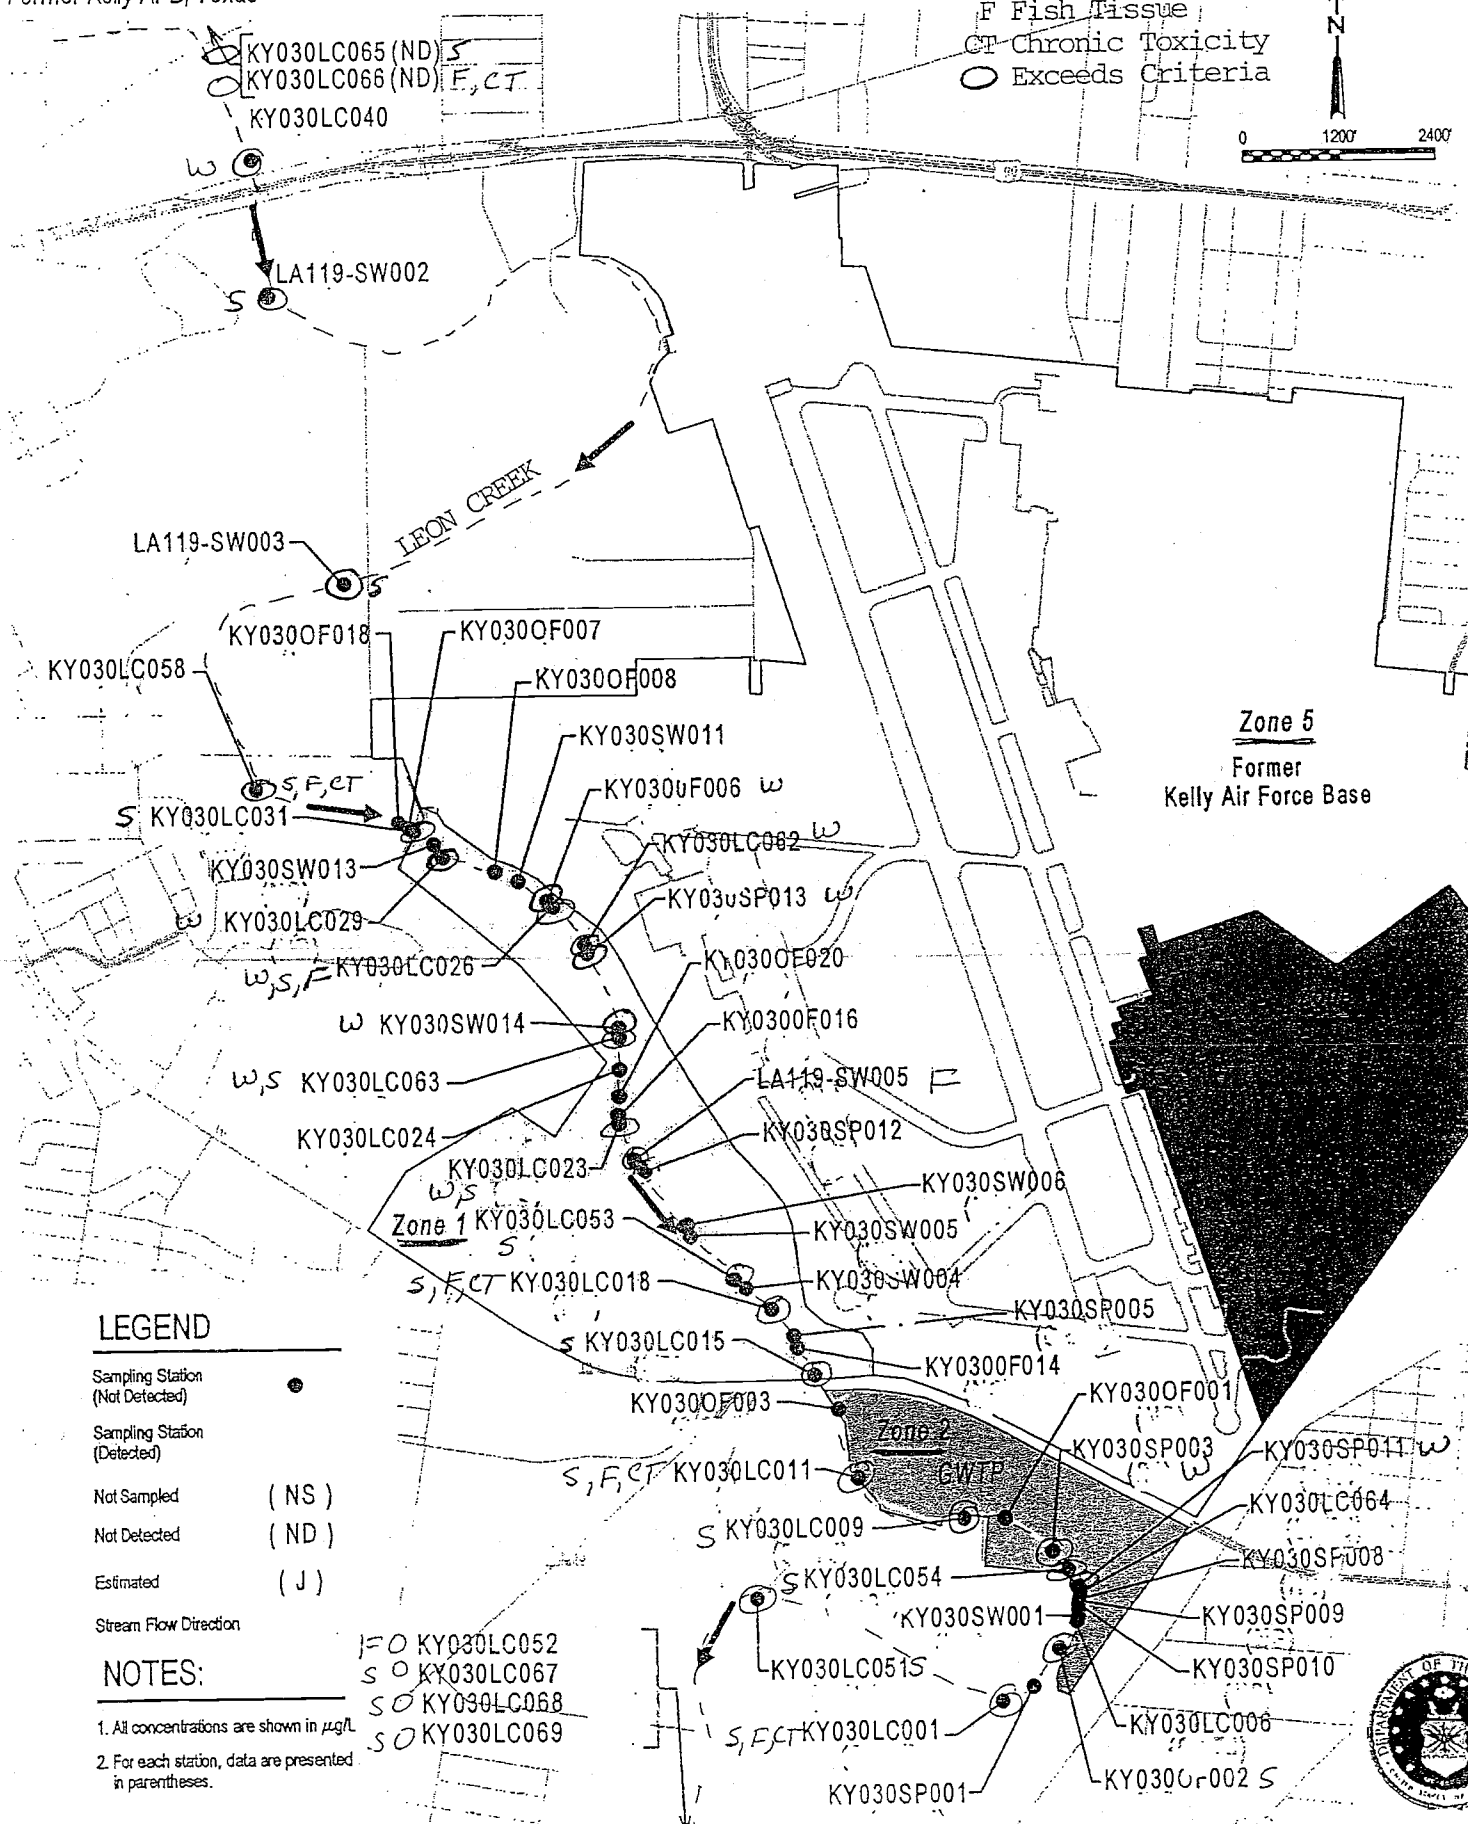 F Fish Tissue
CT Chronic Toxicity
Exceeds Criteria
N
0 1200' 2400'
KY030LC065 (ND) S
KY030LC066 (ND) F, CT
KY030LC040
W
LA119-SW002
S
LEON CREEK
LA119-SW003
S
KY030OF018
KY030OF007
KY030LC058
KY030OF008
KY030SW011
Zone 5
Former
Kelly Air Force Base
S, F, CT
KY030OF006 W
S KY030LC031
KY030LC062 W
KY030SW013
KY030SP013 W
W KY030LC029
W,S,F KY030LC026
KY030OF020
W KY030SW014
KY030OF016
W,S KY030LC063
LA119-SW005 F
KY030LC024
KY030SP012
KY030LC023
W,S
KY030SW006
Zone 1 KY030LC053
S
KY030SW005
S, F, CT KY030LC018
KY030SW004
KY030SP005
S KY030LC015
KY030OF014
KY030OF003
KY030OF001
Zone 2
GWTP
KY030SP003
W
KY030SP011 W
S, F, CT KY030LC011
KY030LC064
S KY030LC009
KY030SP008
S KY030LC054
KY030SW001
KY030SP009
KY030LC051 S
KY030SP010
S, F, CT KY030LC001
KY030LC006
KY030OF002 S
KY030SP001
LEGEND
Sampling Station
(Not Detected)
Sampling Station
(Detected)
Not Sampled (NS)
Not Detected (ND)
Estimated (J)
Stream Flow Direction
F KY030LC052
S KY030LC067
S KY030LC068
S KY030LC069
NOTES:
1. All concentrations are shown in µg/L
2. For each station, data are presented
in parentheses.